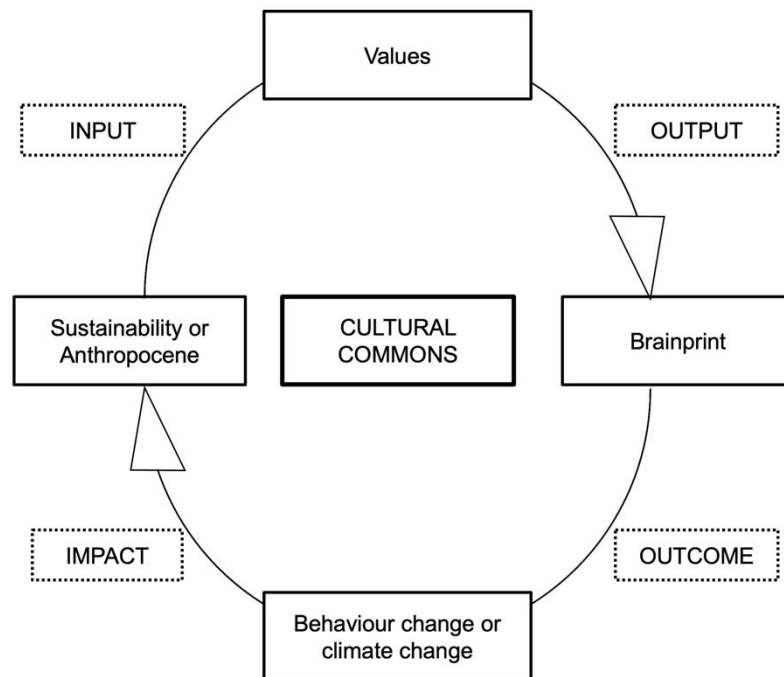 Values
INPUT
OUTPUT
Sustainability or
Anthropocene
CULTURAL
COMMONS
Brainprint
IMPACT
OUTCOME
Behaviour change or
climate change